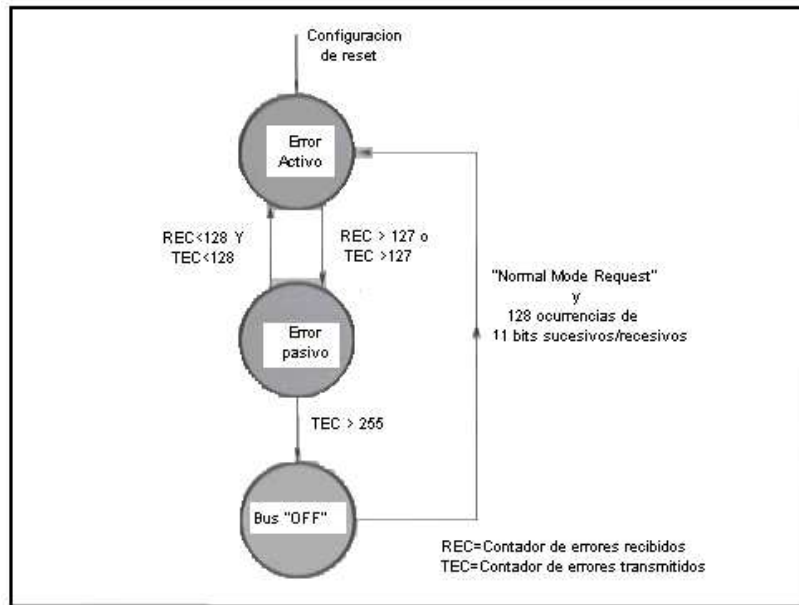 Configuracion
de reset
Error
Activo
REC<128 Y
TEC<128
REC > 127 o
TEC >127
"Normal Mode Request"
y
128 ocurrencias de
11 bits sucesivos/recesivos
Error
pasivo
TEC > 255
Bus "OFF"
REC=Contador de errores recibidos
TEC=Contador de errores transmitidos